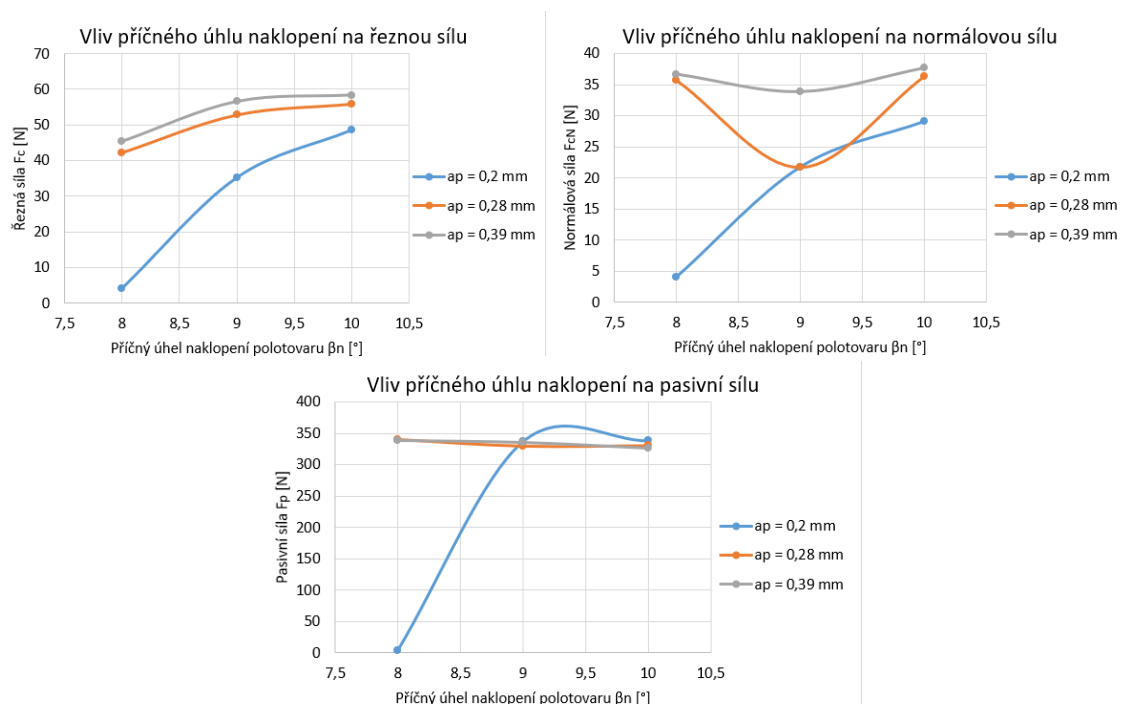 Vliv příčného úhlu naklopení na řeznou sílu
70
60
50
40
30
20
10
0
7,5 8 8,5 9 9,5 10 10,5
Řezná síla Fc [N]
Příčný úhel naklopení polotovaru βn [°]
ap = 0,2 mm
ap = 0,28 mm
ap = 0,39 mm
Vliv příčného úhlu naklopení na normálovou sílu
40
35
30
25
20
15
10
5
0
7,5 8 8,5 9 9,5 10 10,5
Normálová síla FcN [N]
Příčný úhel naklopení polotovaru βn [°]
ap = 0,2 mm
ap = 0,28 mm
ap = 0,39 mm
Vliv příčného úhlu naklopení na pasivní sílu
400
350
300
250
200
150
100
50
0
7,5 8 8,5 9 9,5 10 10,5
Pasivní síla Fp [N]
Příčný úhel naklopení polotovaru βn [°]
ap = 0,2 mm
ap = 0,28 mm
ap = 0,39 mm